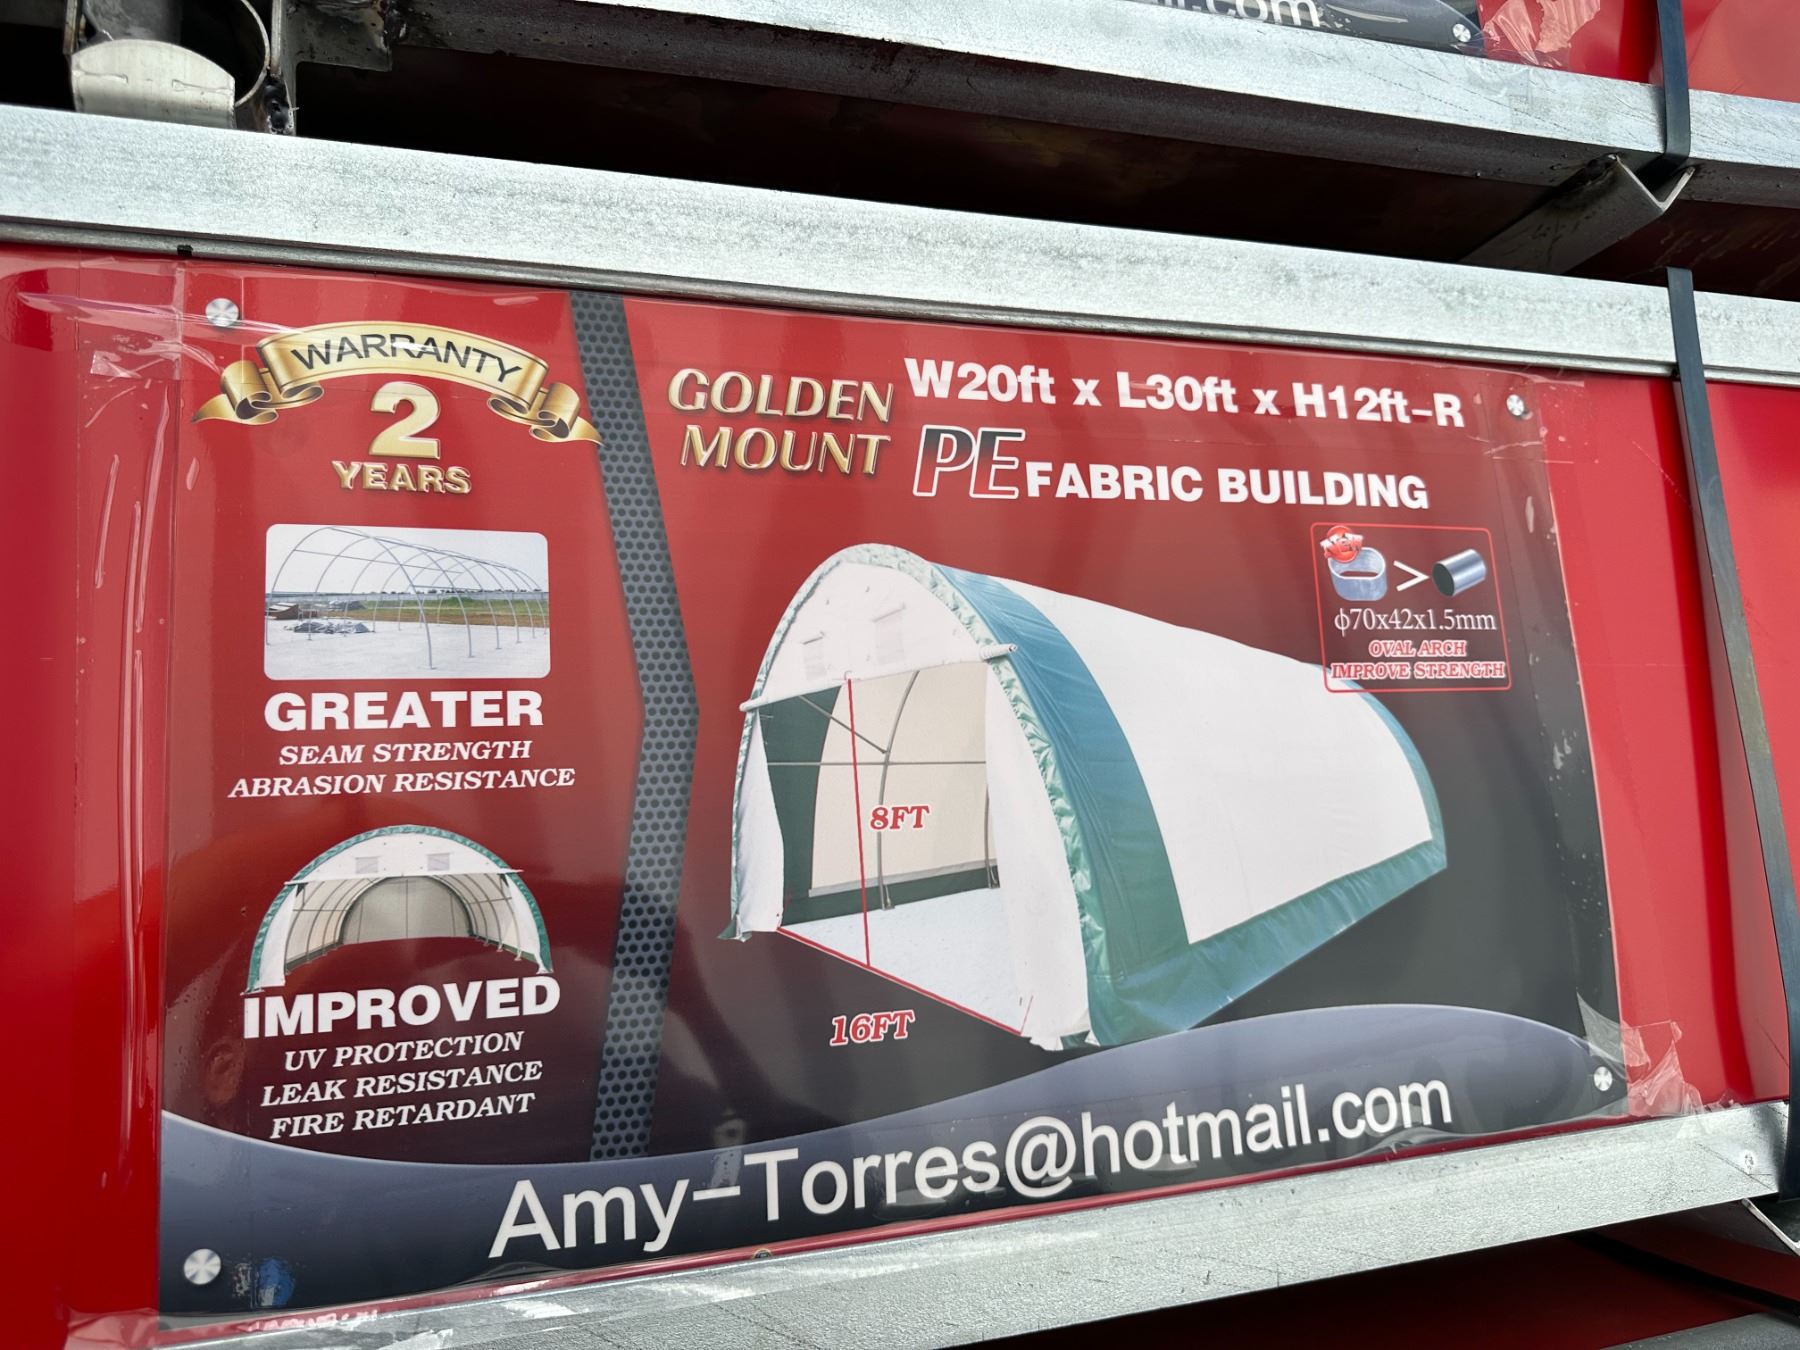 WARRANTY
2
YEARS
GOLDEN
MOUNT
W20ft x L30ft x H12ft-R
PE FABRIC BUILDING
NEW
>
ϕ70x42x1.5mm
OVAL ARCH
IMPROVE STRENGTH
GREATER
SEAM STRENGTH
ABRASION RESISTANCE
8FT
16FT
IMPROVED
UV PROTECTION
LEAK RESISTANCE
FIRE RETARDANT
Amy-Torres@hotmail.com